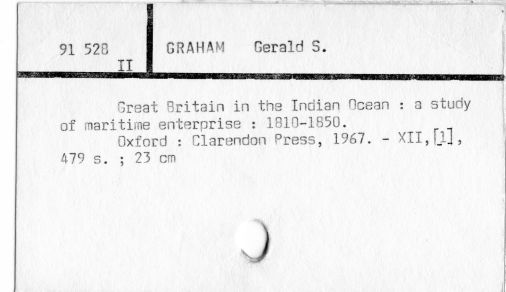 91 528
II
GRAHAM Gerald S.
Great Britain in the Indian Ocean : a study
of maritime enterprise : 1810-1850.
Oxford : Clarendon Press, 1967. - XII,[1],
479 s. ; 23 cm